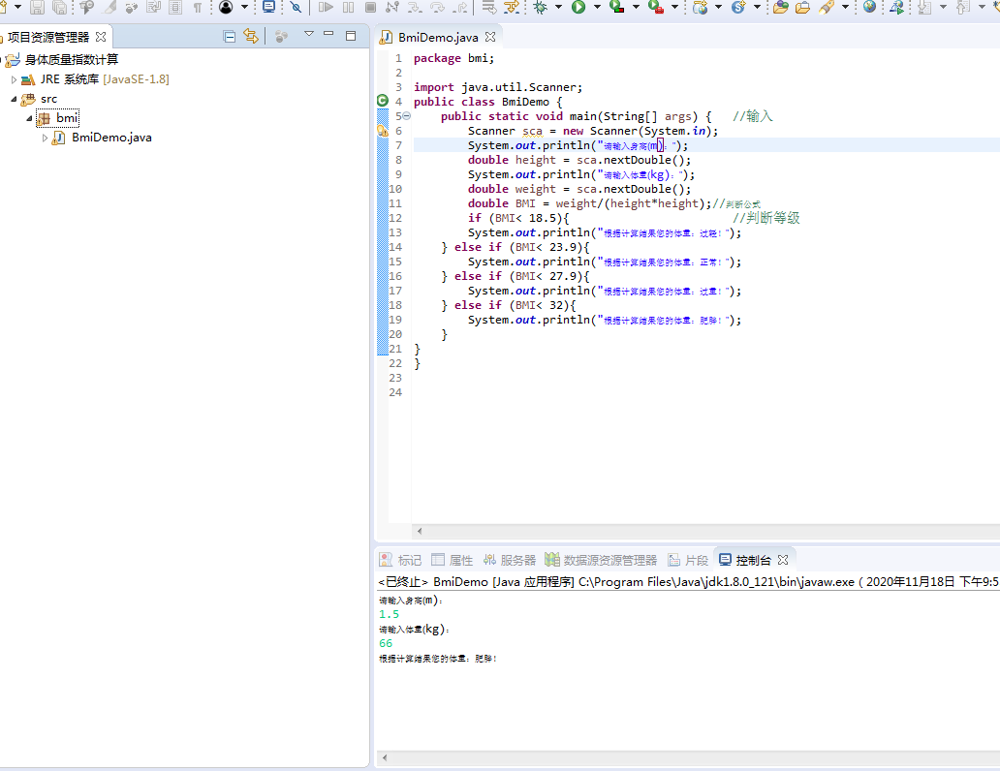 项目资源管理器
身体质量指数计算
JRE 系统库 [JavaSE-1.8]
src
bmi
BmiDemo.java
BmiDemo.java
1 package bmi;
2
3 import java.util.Scanner;
4 public class BmiDemo {
5 public static void main(String[] args) { //输入
6 Scanner sca = new Scanner(System.in);
7 System.out.println("请输入身高(m)：");
8 double height = sca.nextDouble();
9 System.out.println("请输入体重(kg)：");
10 double weight = sca.nextDouble();
11 double BMI = weight/(height*height);//判断公式
12 if (BMI< 18.5){ //判断等级
13 System.out.println("根据计算结果您的体重：过轻！");
14 } else if (BMI< 23.9){
15 System.out.println("根据计算结果您的体重：正常！");
16 } else if (BMI< 27.9){
17 System.out.println("根据计算结果您的体重：过重！");
18 } else if (BMI< 32){
19 System.out.println("根据计算结果您的体重：肥胖！");
20 }
21 }
22 }
23
24
标记 属性 服务器 数据源资源管理器 片段 控制台
<已终止> BmiDemo [Java 应用程序] C:\Program Files\Java\jdk1.8.0_121\bin\javaw.exe ( 2020年11月18日 下午9:5
请输入身高(m)：
1.5
请输入体重(kg)：
66
根据计算结果您的体重：肥胖！